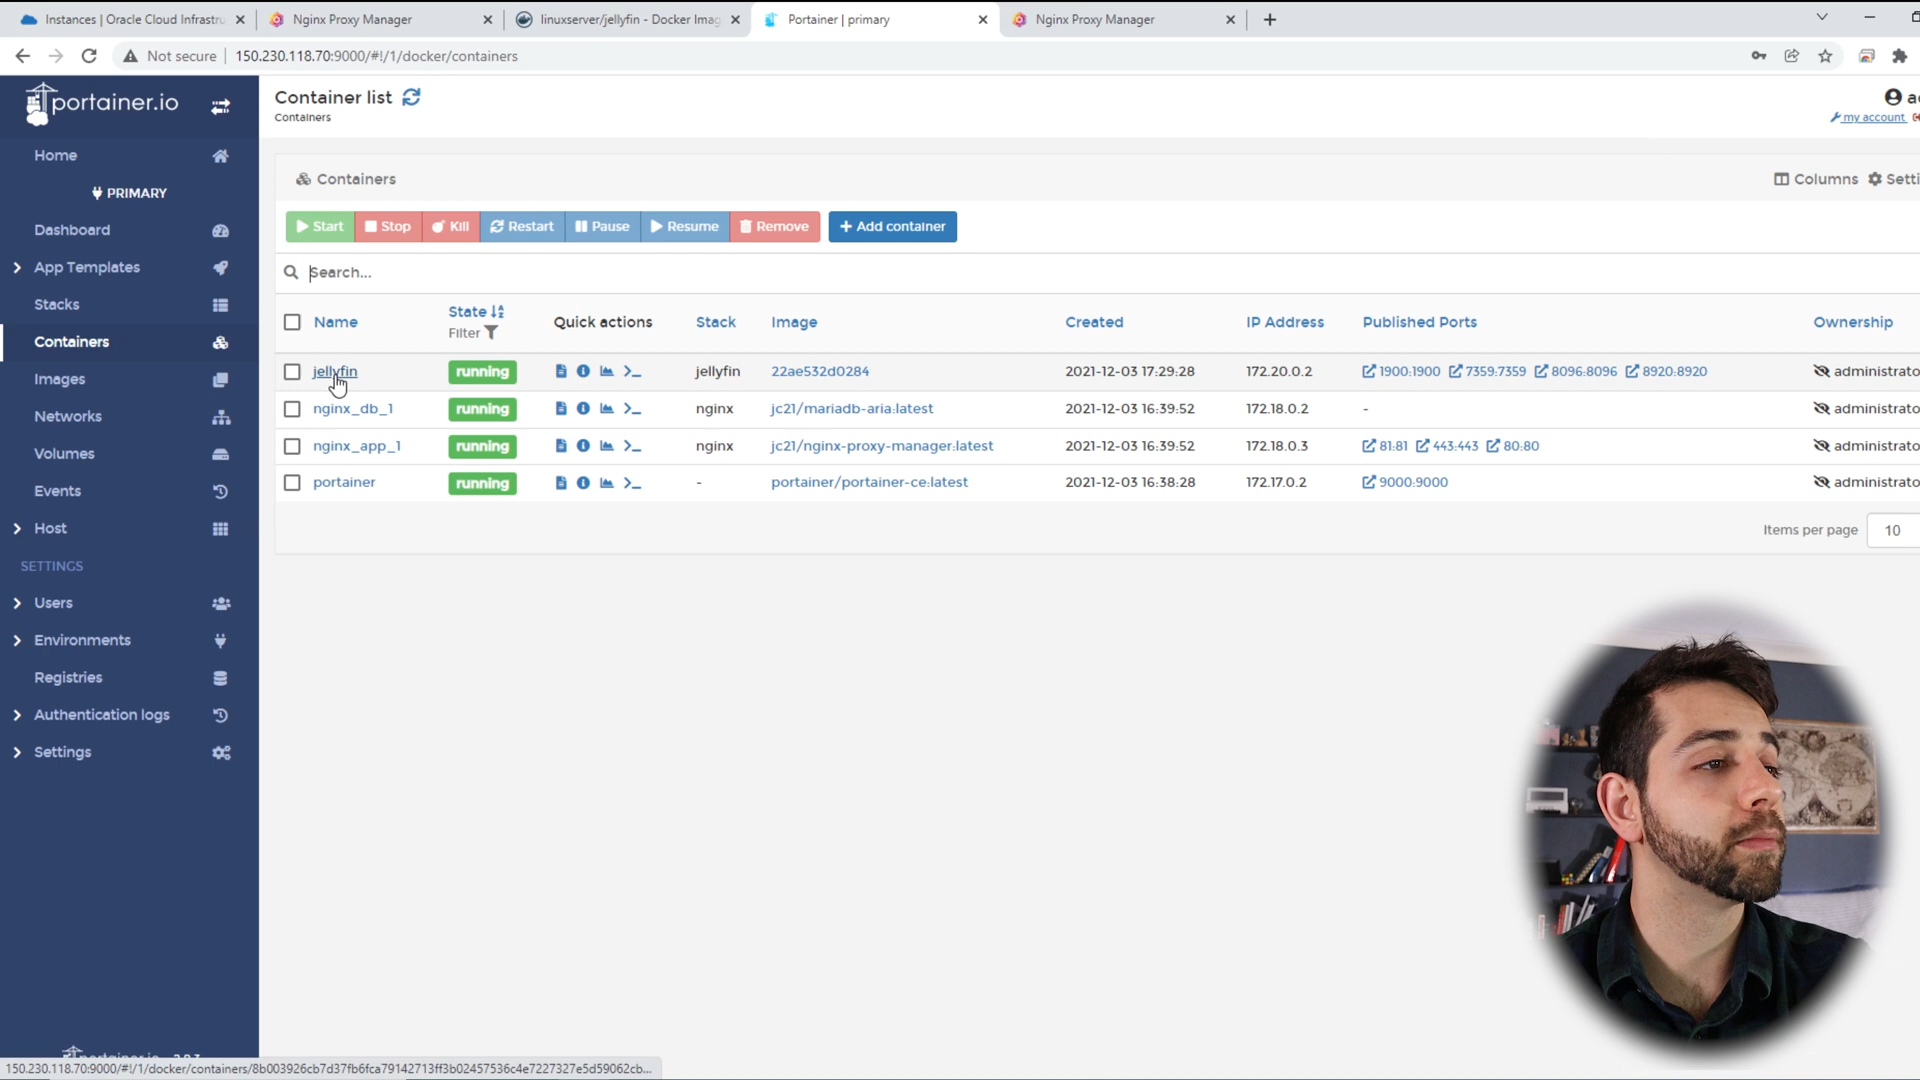 Instances | Oracle Cloud Infrastru
Nginx Proxy Manager
linuxserver/jellyfin - Docker Imag
Portainer | primary
Nginx Proxy Manager
Not secure
150.230.118.70:9000/#!/1/docker/containers
portainer.io
Container list
Containers
my account
Home
PRIMARY
Dashboard
App Templates
Stacks
Containers
Images
Networks
Volumes
Events
Host
SETTINGS
Users
Environments
Registries
Authentication logs
Settings
Containers
Columns Setti
Start Stop Kill Restart Pause Resume Remove + Add container
Search...
Name State Filter Quick actions Stack Image Created IP Address Published Ports Ownership
jellyfin running jellyfin 22ae532d0284 2021-12-03 17:29:28 172.20.0.2 1900:1900 7359:7359 8096:8096 8920:8920 administrato
nginx_db_1 running nginx jc21/mariadb-aria:latest 2021-12-03 16:39:52 172.18.0.2 - administrato
nginx_app_1 running nginx jc21/nginx-proxy-manager:latest 2021-12-03 16:39:52 172.18.0.3 81:81 443:443 80:80 administrato
portainer running - portainer/portainer-ce:latest 2021-12-03 16:38:28 172.17.0.2 9000:9000 administrato
Items per page 10
150.230.118.70:9000/#!/1/docker/containers/8b003926cb7d37fb6fca79142713ff3b02457536c4e7227327e5d59062cb...